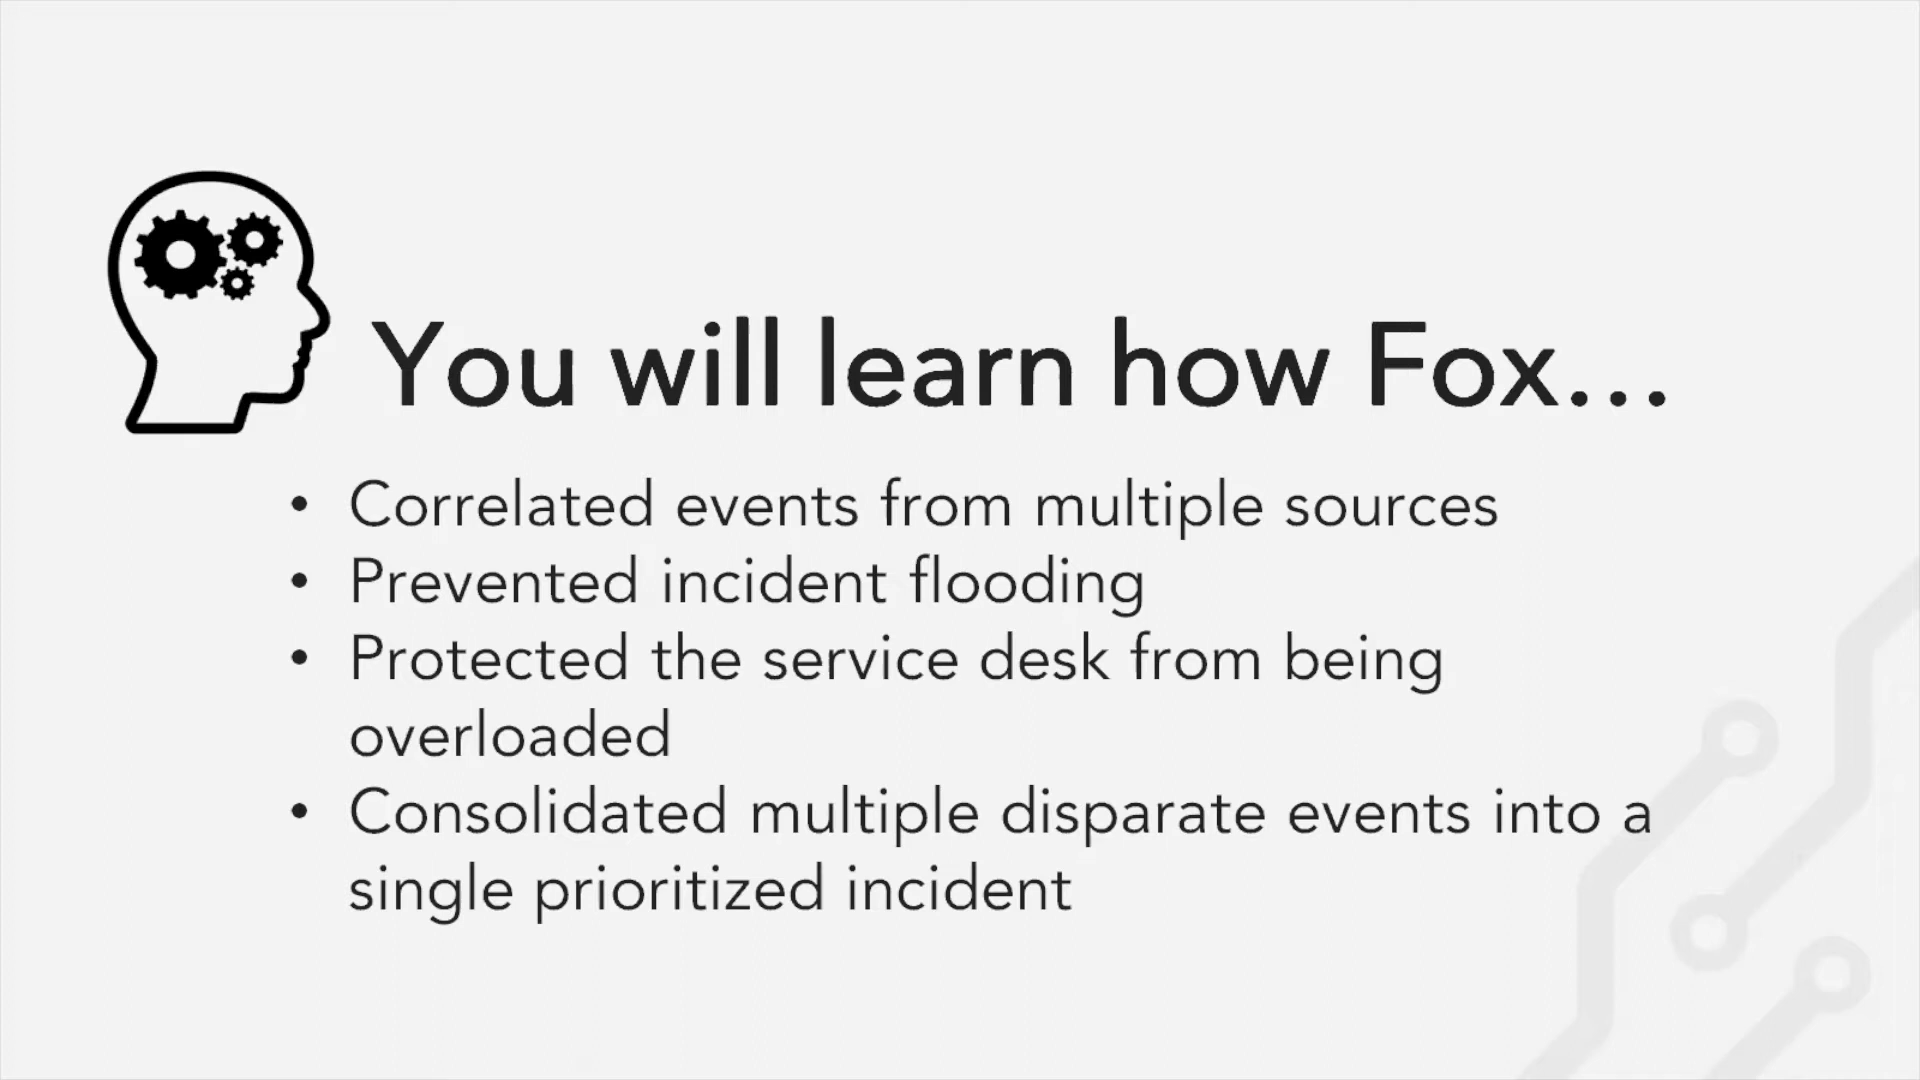 You will learn how Fox...
• Correlated events from multiple sources
• Prevented incident flooding
• Protected the service desk from being
overloaded
• Consolidated multiple disparate events into a
single prioritized incident